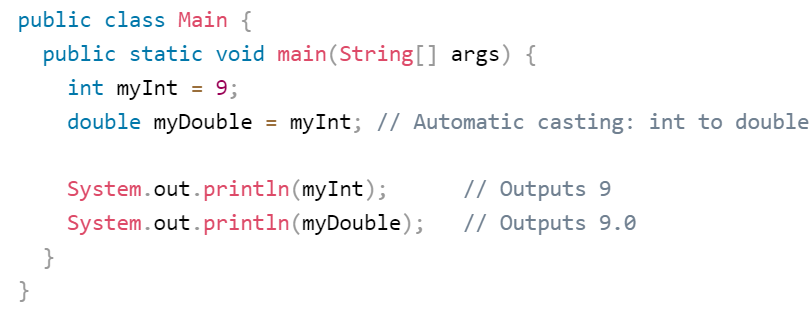 public class Main {
  public static void main(String[] args) {
    int myInt = 9;
    double myDouble = myInt; // Automatic casting: int to double

    System.out.println(myInt);      // Outputs 9
    System.out.println(myDouble);   // Outputs 9.0
  }
}